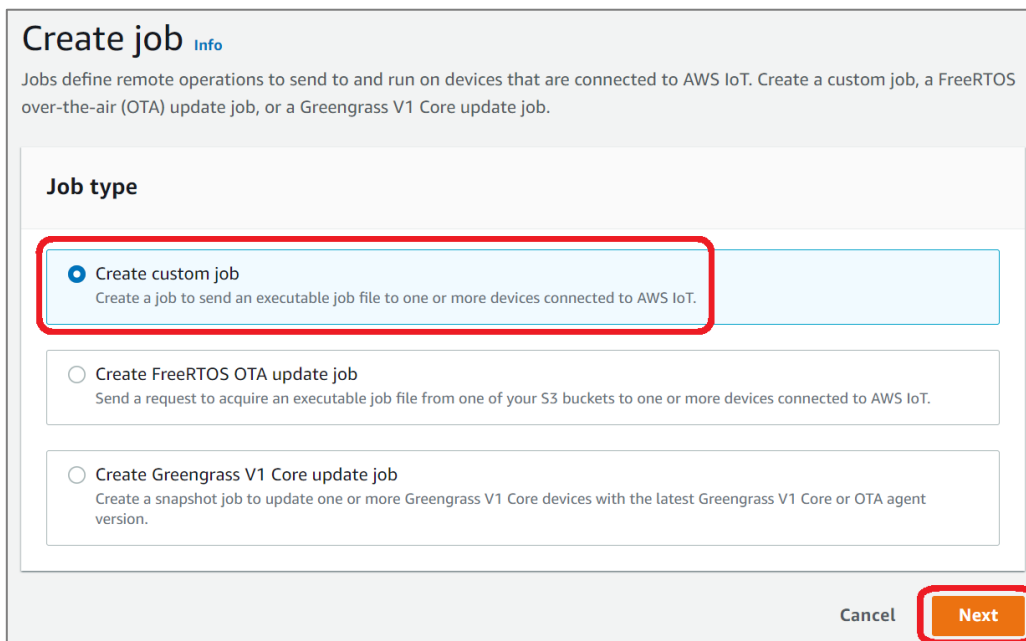 Create job Info
Jobs define remote operations to send to and run on devices that are connected to AWS IoT. Create a custom job, a FreeRTOS
over-the-air (OTA) update job, or a Greengrass V1 Core update job.
Job type
Create custom job
Create a job to send an executable job file to one or more devices connected to AWS IoT.
Create FreeRTOS OTA update job
Send a request to acquire an executable job file from one of your S3 buckets to one or more devices connected to AWS IoT.
Create Greengrass V1 Core update job
Create a snapshot job to update one or more Greengrass V1 Core devices with the latest Greengrass V1 Core or OTA agent
version.
Cancel Next